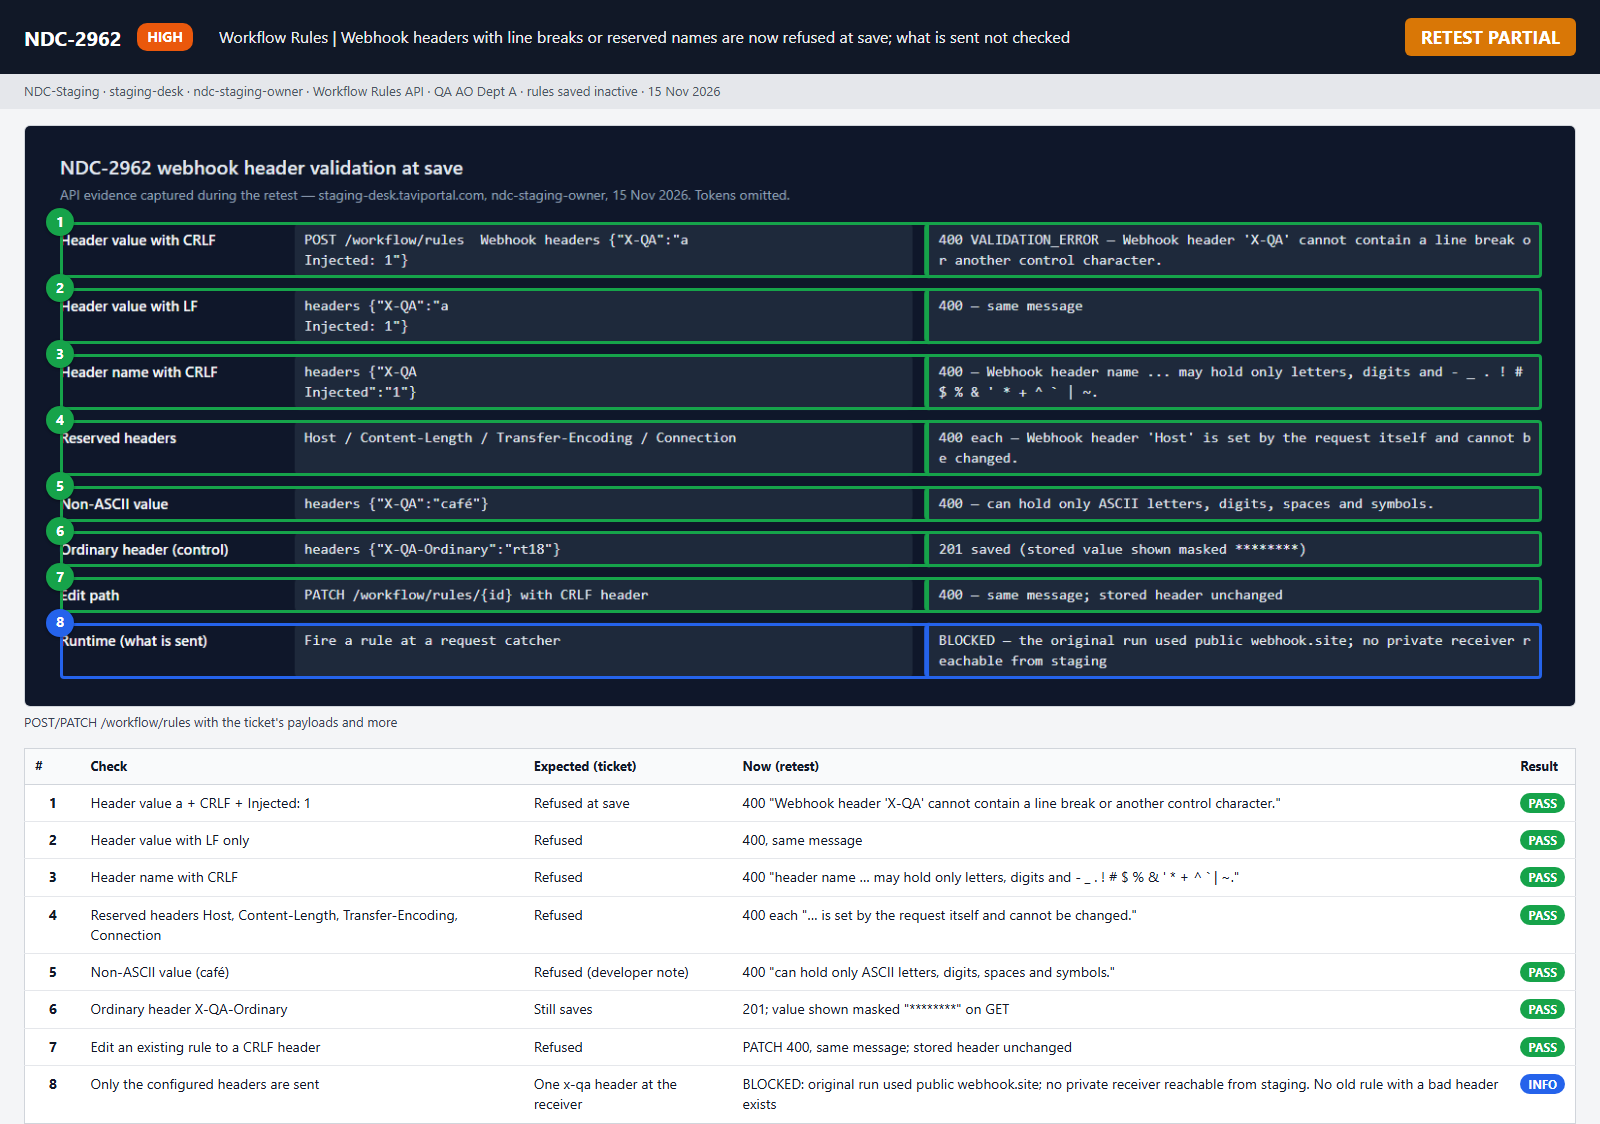 NDC-2962 HIGH Workflow Rules | Webhook headers with line breaks or reserved names are now refused at save; what is sent not checked RETEST PARTIAL
NDC-Staging · staging-desk · ndc-staging-owner · Workflow Rules API · QA AO Dept A · rules saved inactive · 15 Nov 2026
NDC-2962 webhook header validation at save
API evidence captured during the retest — staging-desk.taviportal.com, ndc-staging-owner, 15 Nov 2026. Tokens omitted.
1
Header value with CRLF POST /workflow/rules  Webhook headers {"X-QA":"a 400 VALIDATION_ERROR — Webhook header 'X-QA' cannot contain a line break o
Injected: 1"} r another control character.
2
Header value with LF headers {"X-QA":"a 400 — same message
Injected: 1"}
3
Header name with CRLF headers {"X-QA 400 — Webhook header name ... may hold only letters, digits and - _ . ! #
Injected":"1"} $ % & ' * + ^ ` | ~.
4
Reserved headers Host / Content-Length / Transfer-Encoding / Connection 400 each — Webhook header 'Host' is set by the request itself and cannot b
e changed.
5
Non-ASCII value headers {"X-QA":"café"} 400 — can hold only ASCII letters, digits, spaces and symbols.
6
Ordinary header (control) headers {"X-QA-Ordinary":"rt18"} 201 saved (stored value shown masked ********)
7
Edit path PATCH /workflow/rules/{id} with CRLF header 400 — same message; stored header unchanged
8
Runtime (what is sent) Fire a rule at a request catcher BLOCKED — the original run used public webhook.site; no private receiver r
eachable from staging
POST/PATCH /workflow/rules with the ticket's payloads and more
# Check Expected (ticket) Now (retest) Result
1 Header value a + CRLF + Injected: 1 Refused at save 400 "Webhook header 'X-QA' cannot contain a line break or another control character." PASS
2 Header value with LF only Refused 400, same message PASS
3 Header name with CRLF Refused 400 "header name ... may hold only letters, digits and - _ . ! # $ % & ' * + ^ ` | ~." PASS
4 Reserved headers Host, Content-Length, Transfer-Encoding, Refused 400 each "... is set by the request itself and cannot be changed." PASS
Connection
5 Non-ASCII value (café) Refused (developer note) 400 "can hold only ASCII letters, digits, spaces and symbols." PASS
6 Ordinary header X-QA-Ordinary Still saves 201; value shown masked "********" on GET PASS
7 Edit an existing rule to a CRLF header Refused PATCH 400, same message; stored header unchanged PASS
8 Only the configured headers are sent One x-qa header at the BLOCKED: original run used public webhook.site; no private receiver reachable from staging. No old rule with a bad header INFO
receiver exists